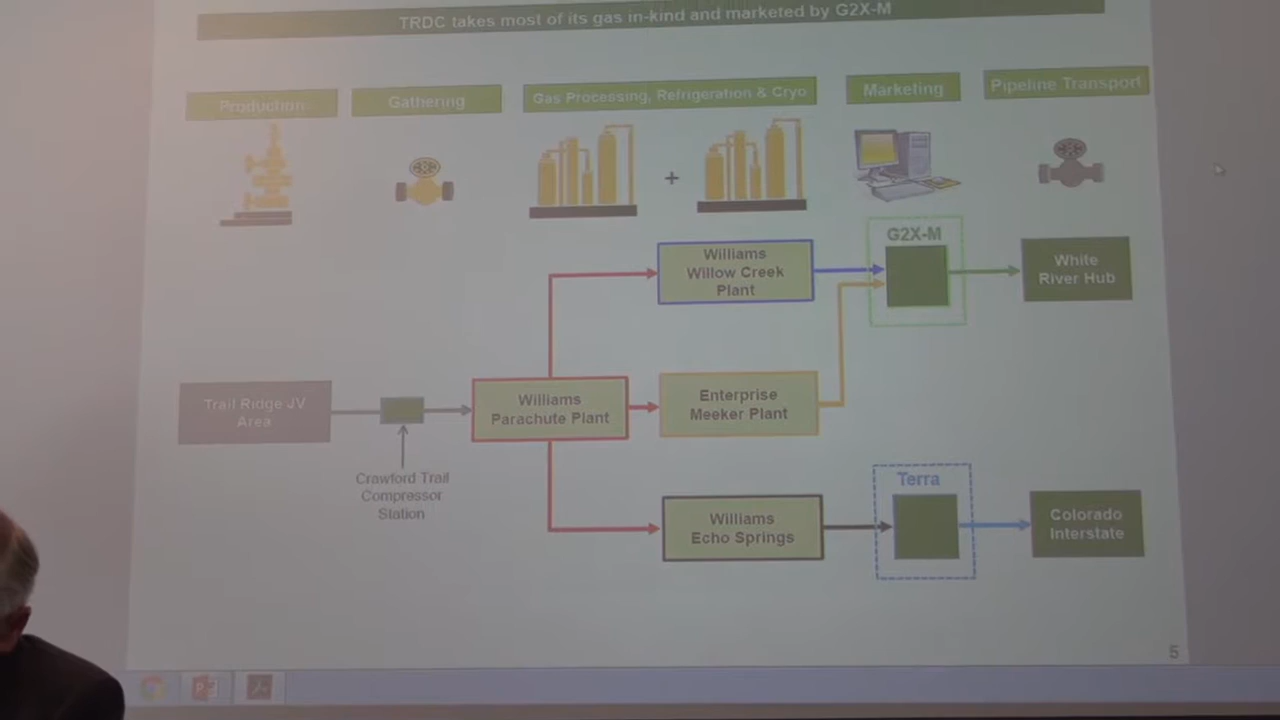 TRDC takes most of its gas in-kind and marketed by G2X-M
Production
Gathering
Gas Processing, Refrigeration & Cryo
Marketing
Pipeline Transport
+
G2X-M
Williams
Willow Creek
Plant
White
River Hub
Trail Ridge JV
Area
Williams
Parachute Plant
Enterprise
Meeker Plant
Crawford Trail
Compressor
Station
Terra
Williams
Echo Springs
Colorado
Interstate
5